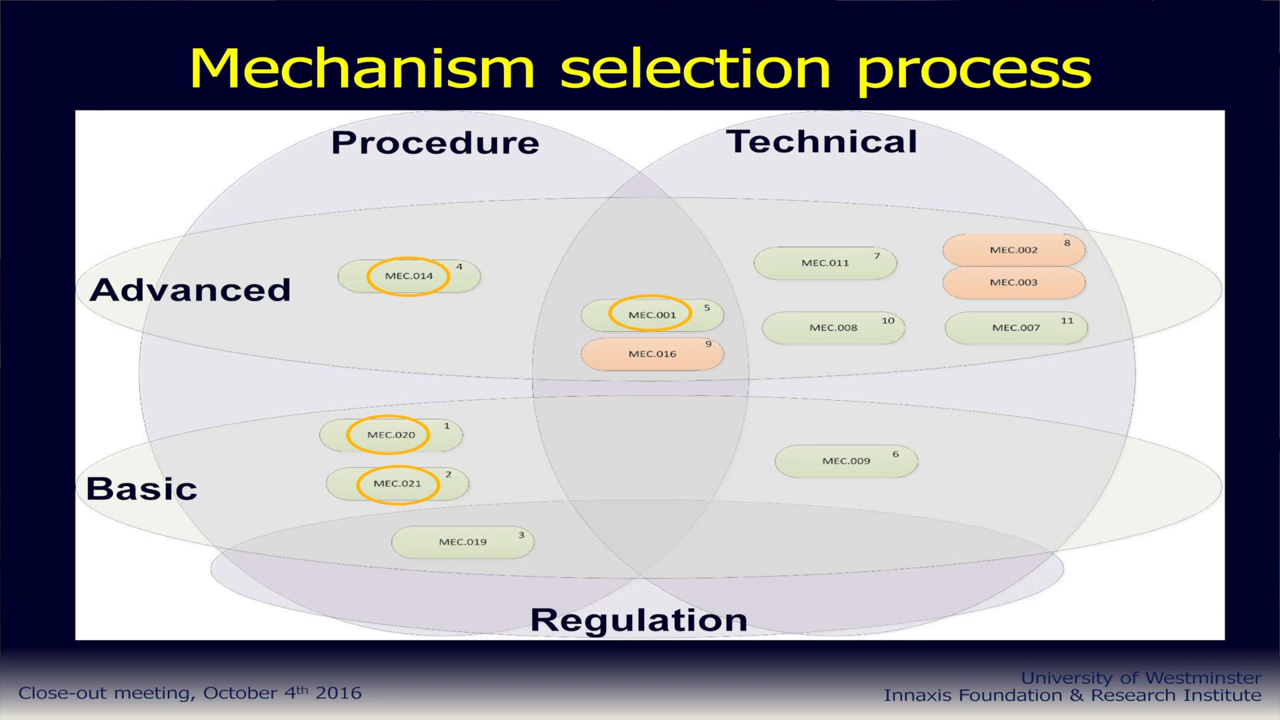 Mechanism selection process
Procedure
Technical
Advanced
MEC.014 4
MEC.001 5
MEC.016 9
MEC.011 7
MEC.002 8
MEC.003
MEC.008 10
MEC.007 11
Basic
MEC.020 1
MEC.021 2
MEC.019 3
MEC.009 6
Regulation
Close-out meeting, October 4th 2016
University of Westminster
Innaxis Foundation & Research Institute